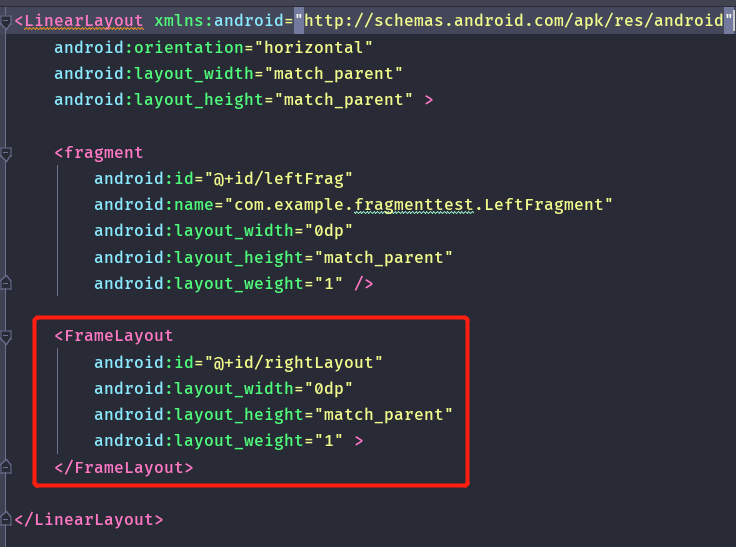 <LinearLayout xmlns:android="http://schemas.android.com/apk/res/android"
    android:orientation="horizontal"
    android:layout_width="match_parent"
    android:layout_height="match_parent" >
    <fragment
        android:id="@+id/leftFrag"
        android:name="com.example.fragmenttest.LeftFragment"
        android:layout_width="0dp"
        android:layout_height="match_parent"
        android:layout_weight="1" />
    <FrameLayout
        android:id="@+id/rightLayout"
        android:layout_width="0dp"
        android:layout_height="match_parent"
        android:layout_weight="1" >
    </FrameLayout>
</LinearLayout>